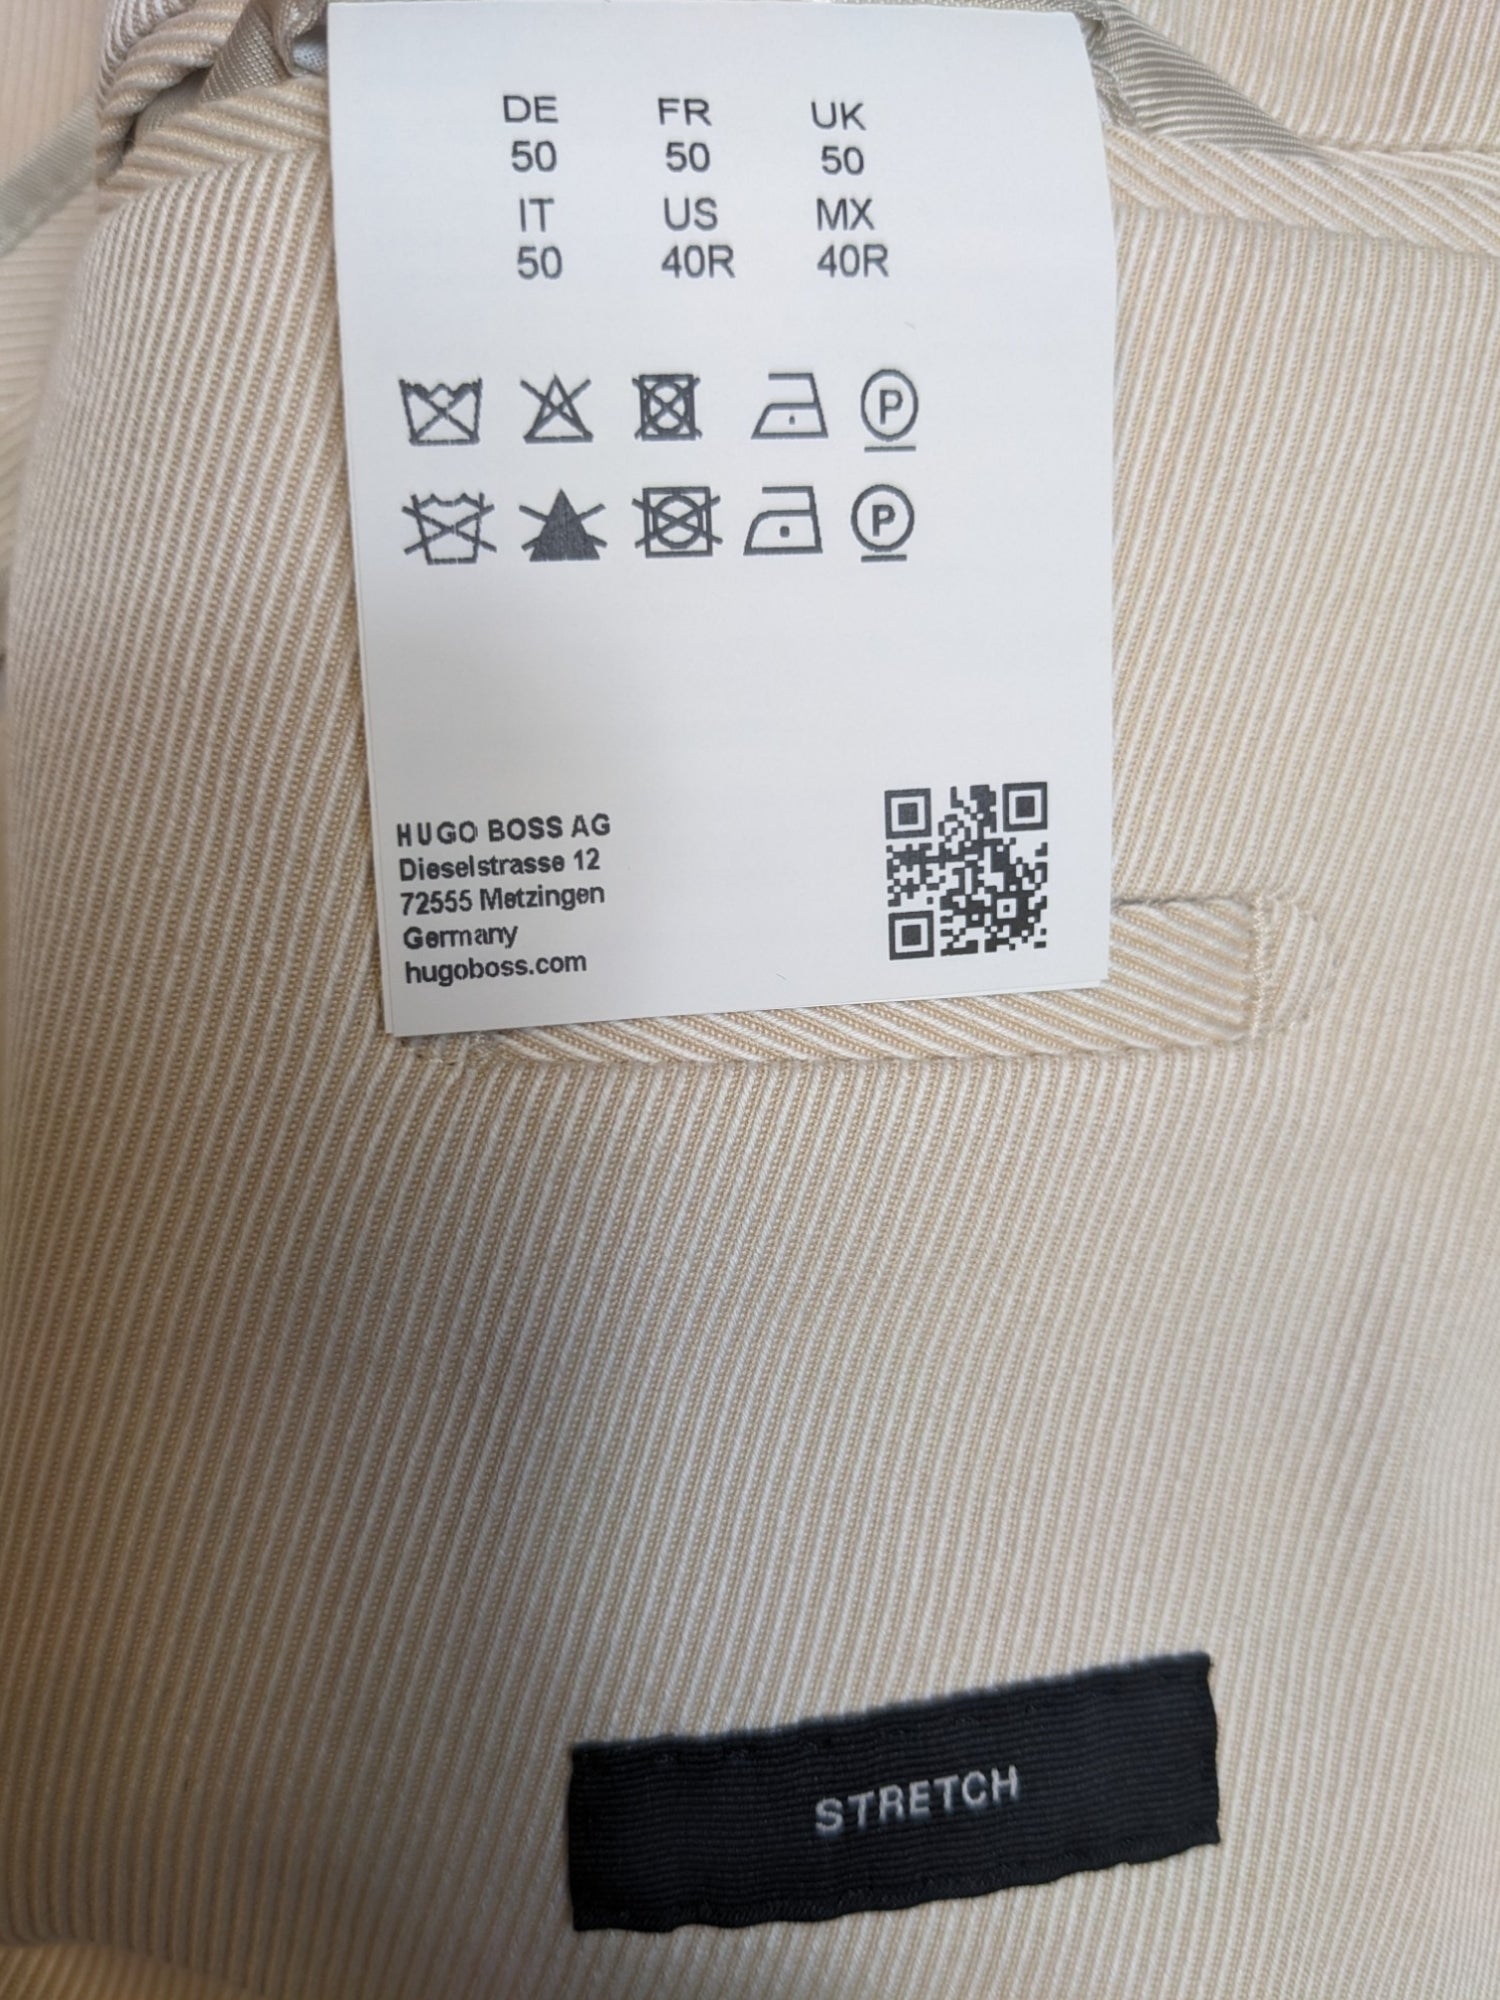 DE FR UK
50 50 50
IT US MX
50 40R 40R
P
P
HUGO BOSS AG
Dieselstrasse 12
72555 Metzingen
Germany
hugoboss.com
STRETCH